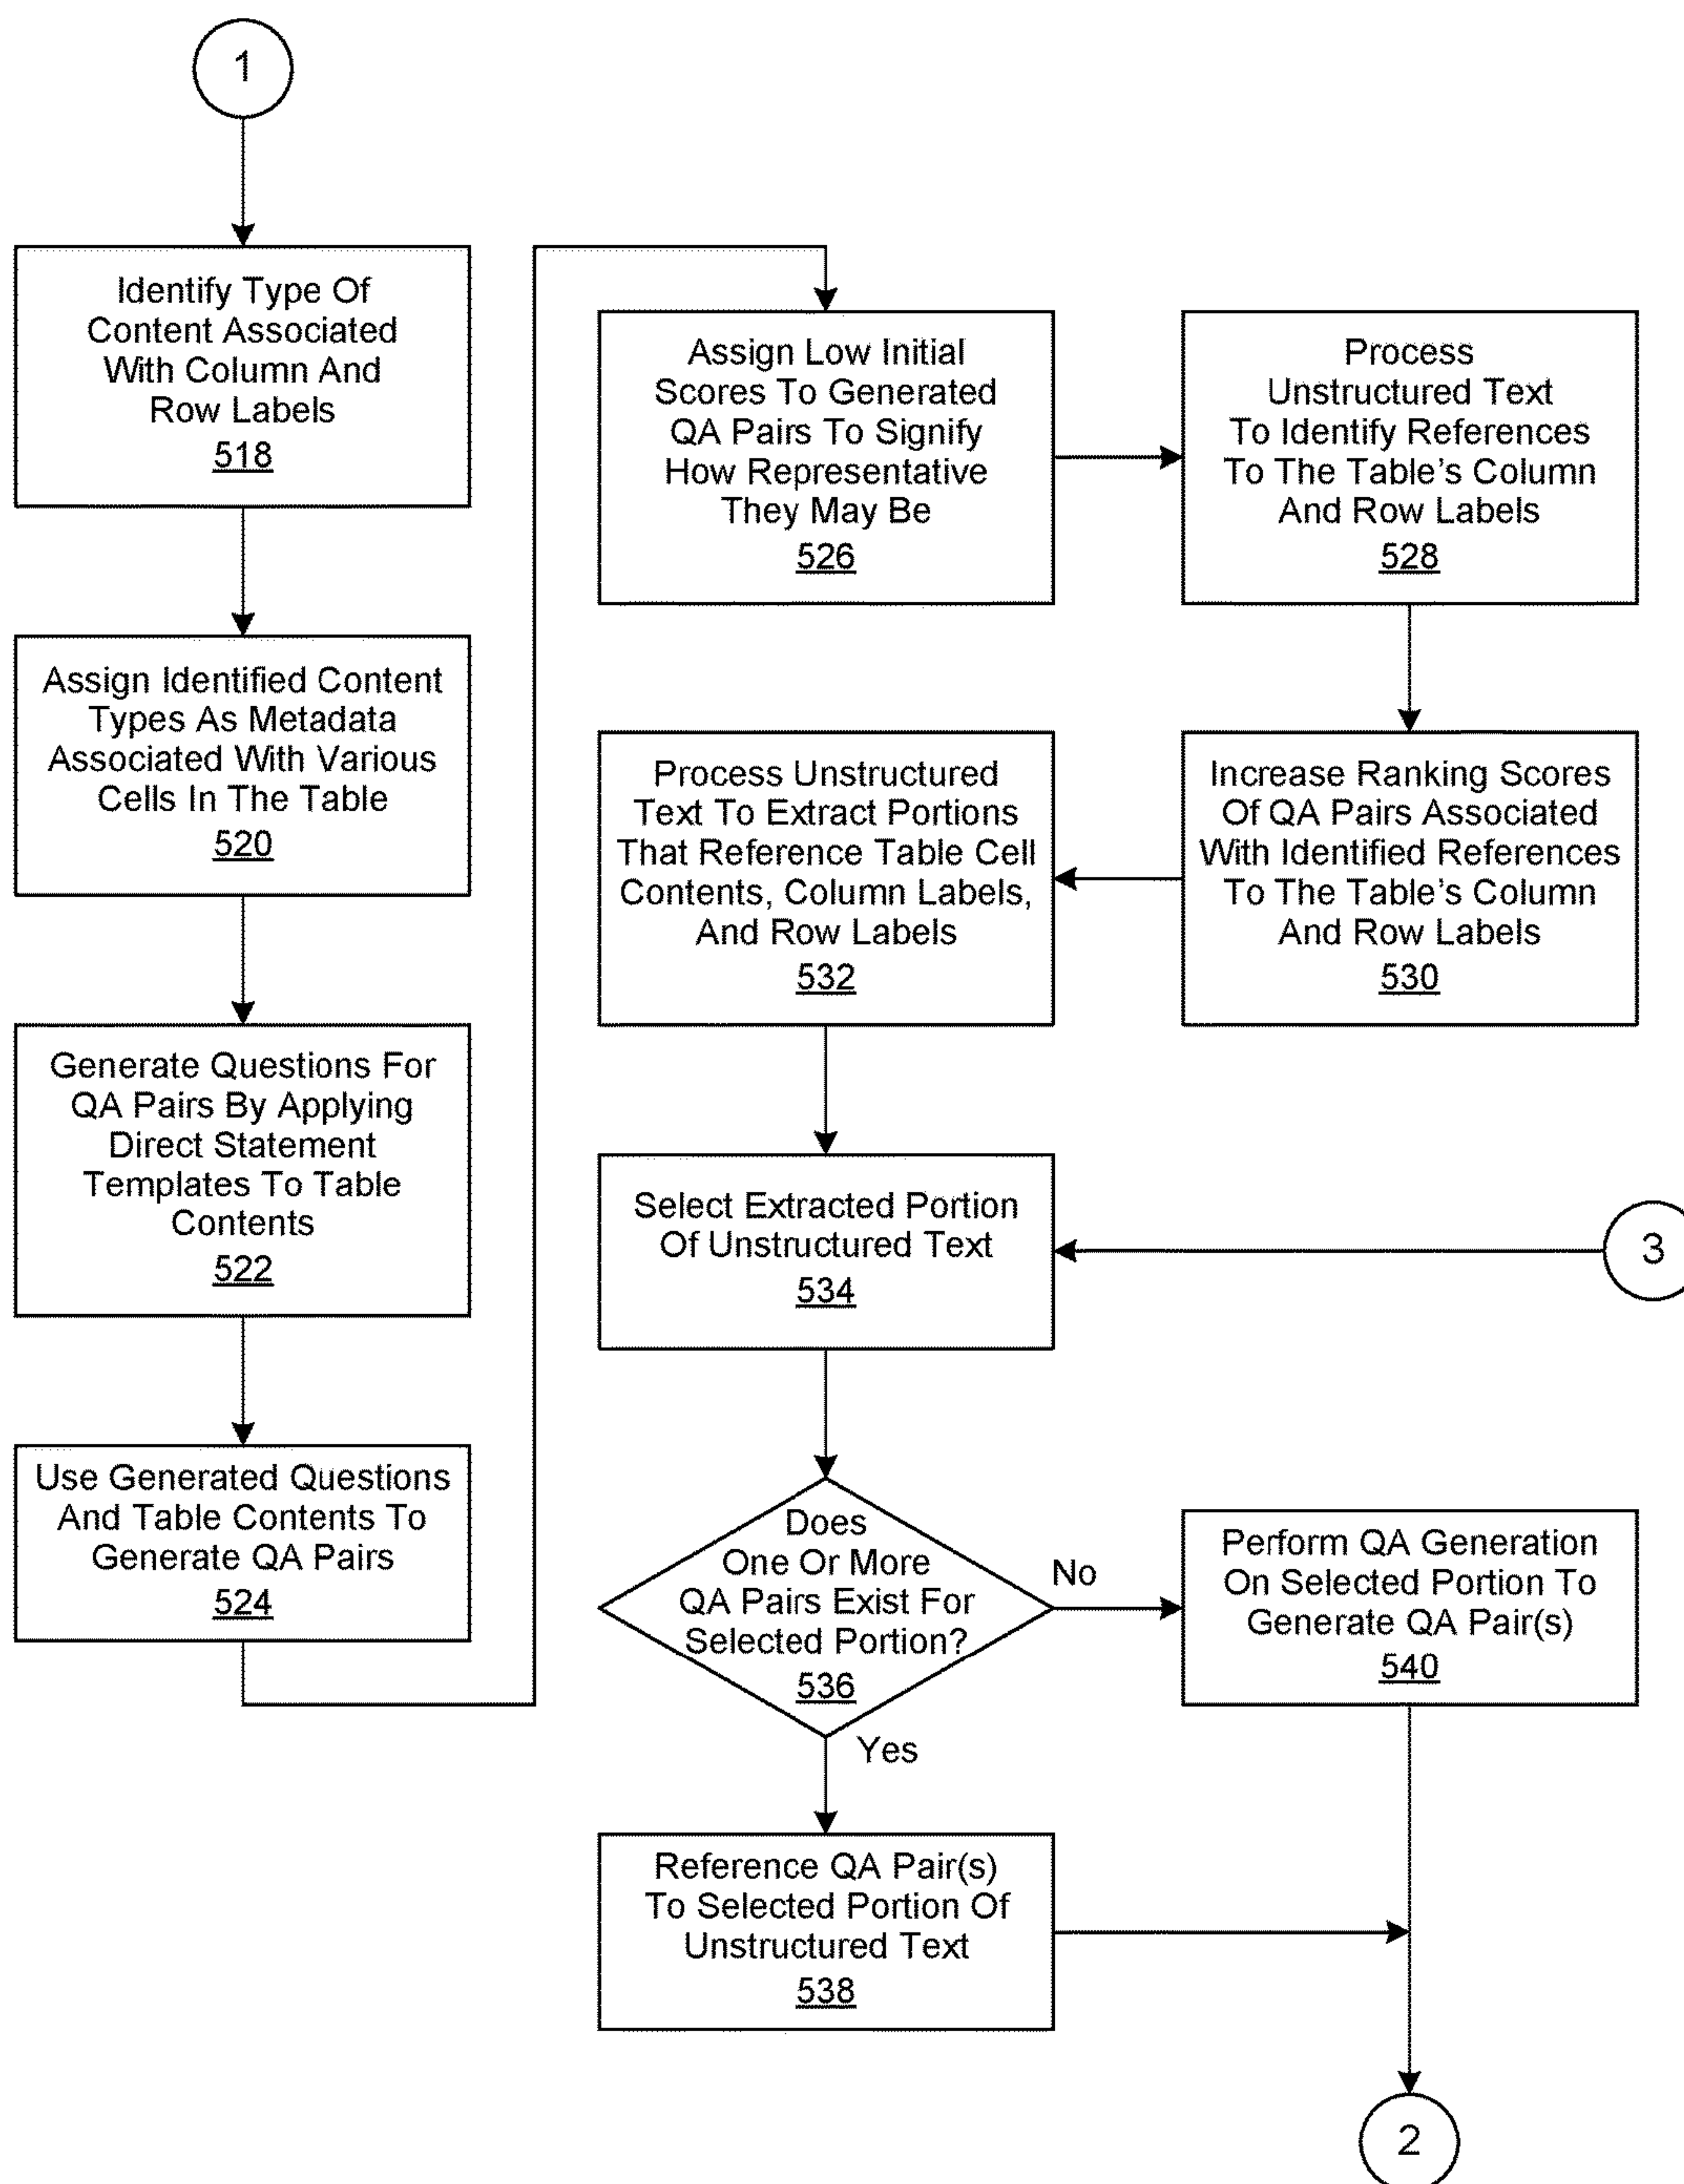 1
Identify Type Of
Content Associated
With Column And
Row Labels
518
Assign Identified Content
Types As Metadata
Associated With Various
Cells In The Table
520
Generate Questions For
QA Pairs By Applying
Direct Statement
Templates To Table
Contents
522
Use Generated Questions
And Table Contents To
Generate QA Pairs
524
Assign Low Initial
Scores To Generated
QA Pairs To Signify
How Representative
They May Be
526
Process
Unstructured Text
To Identify References
To The Table's Column
And Row Labels
528
Increase Ranking Scores
Of QA Pairs Associated
With Identified References
To The Table's Column
And Row Labels
530
Process Unstructured
Text To Extract Portions
That Reference Table Cell
Contents, Column Labels,
And Row Labels
532
Select Extracted Portion
Of Unstructured Text
534
3
Does
One Or More
QA Pairs Exist For
Selected Portion?
536
No
Perform QA Generation
On Selected Portion To
Generate QA Pair(s)
540
Yes
Reference QA Pair(s)
To Selected Portion Of
Unstructured Text
538
2